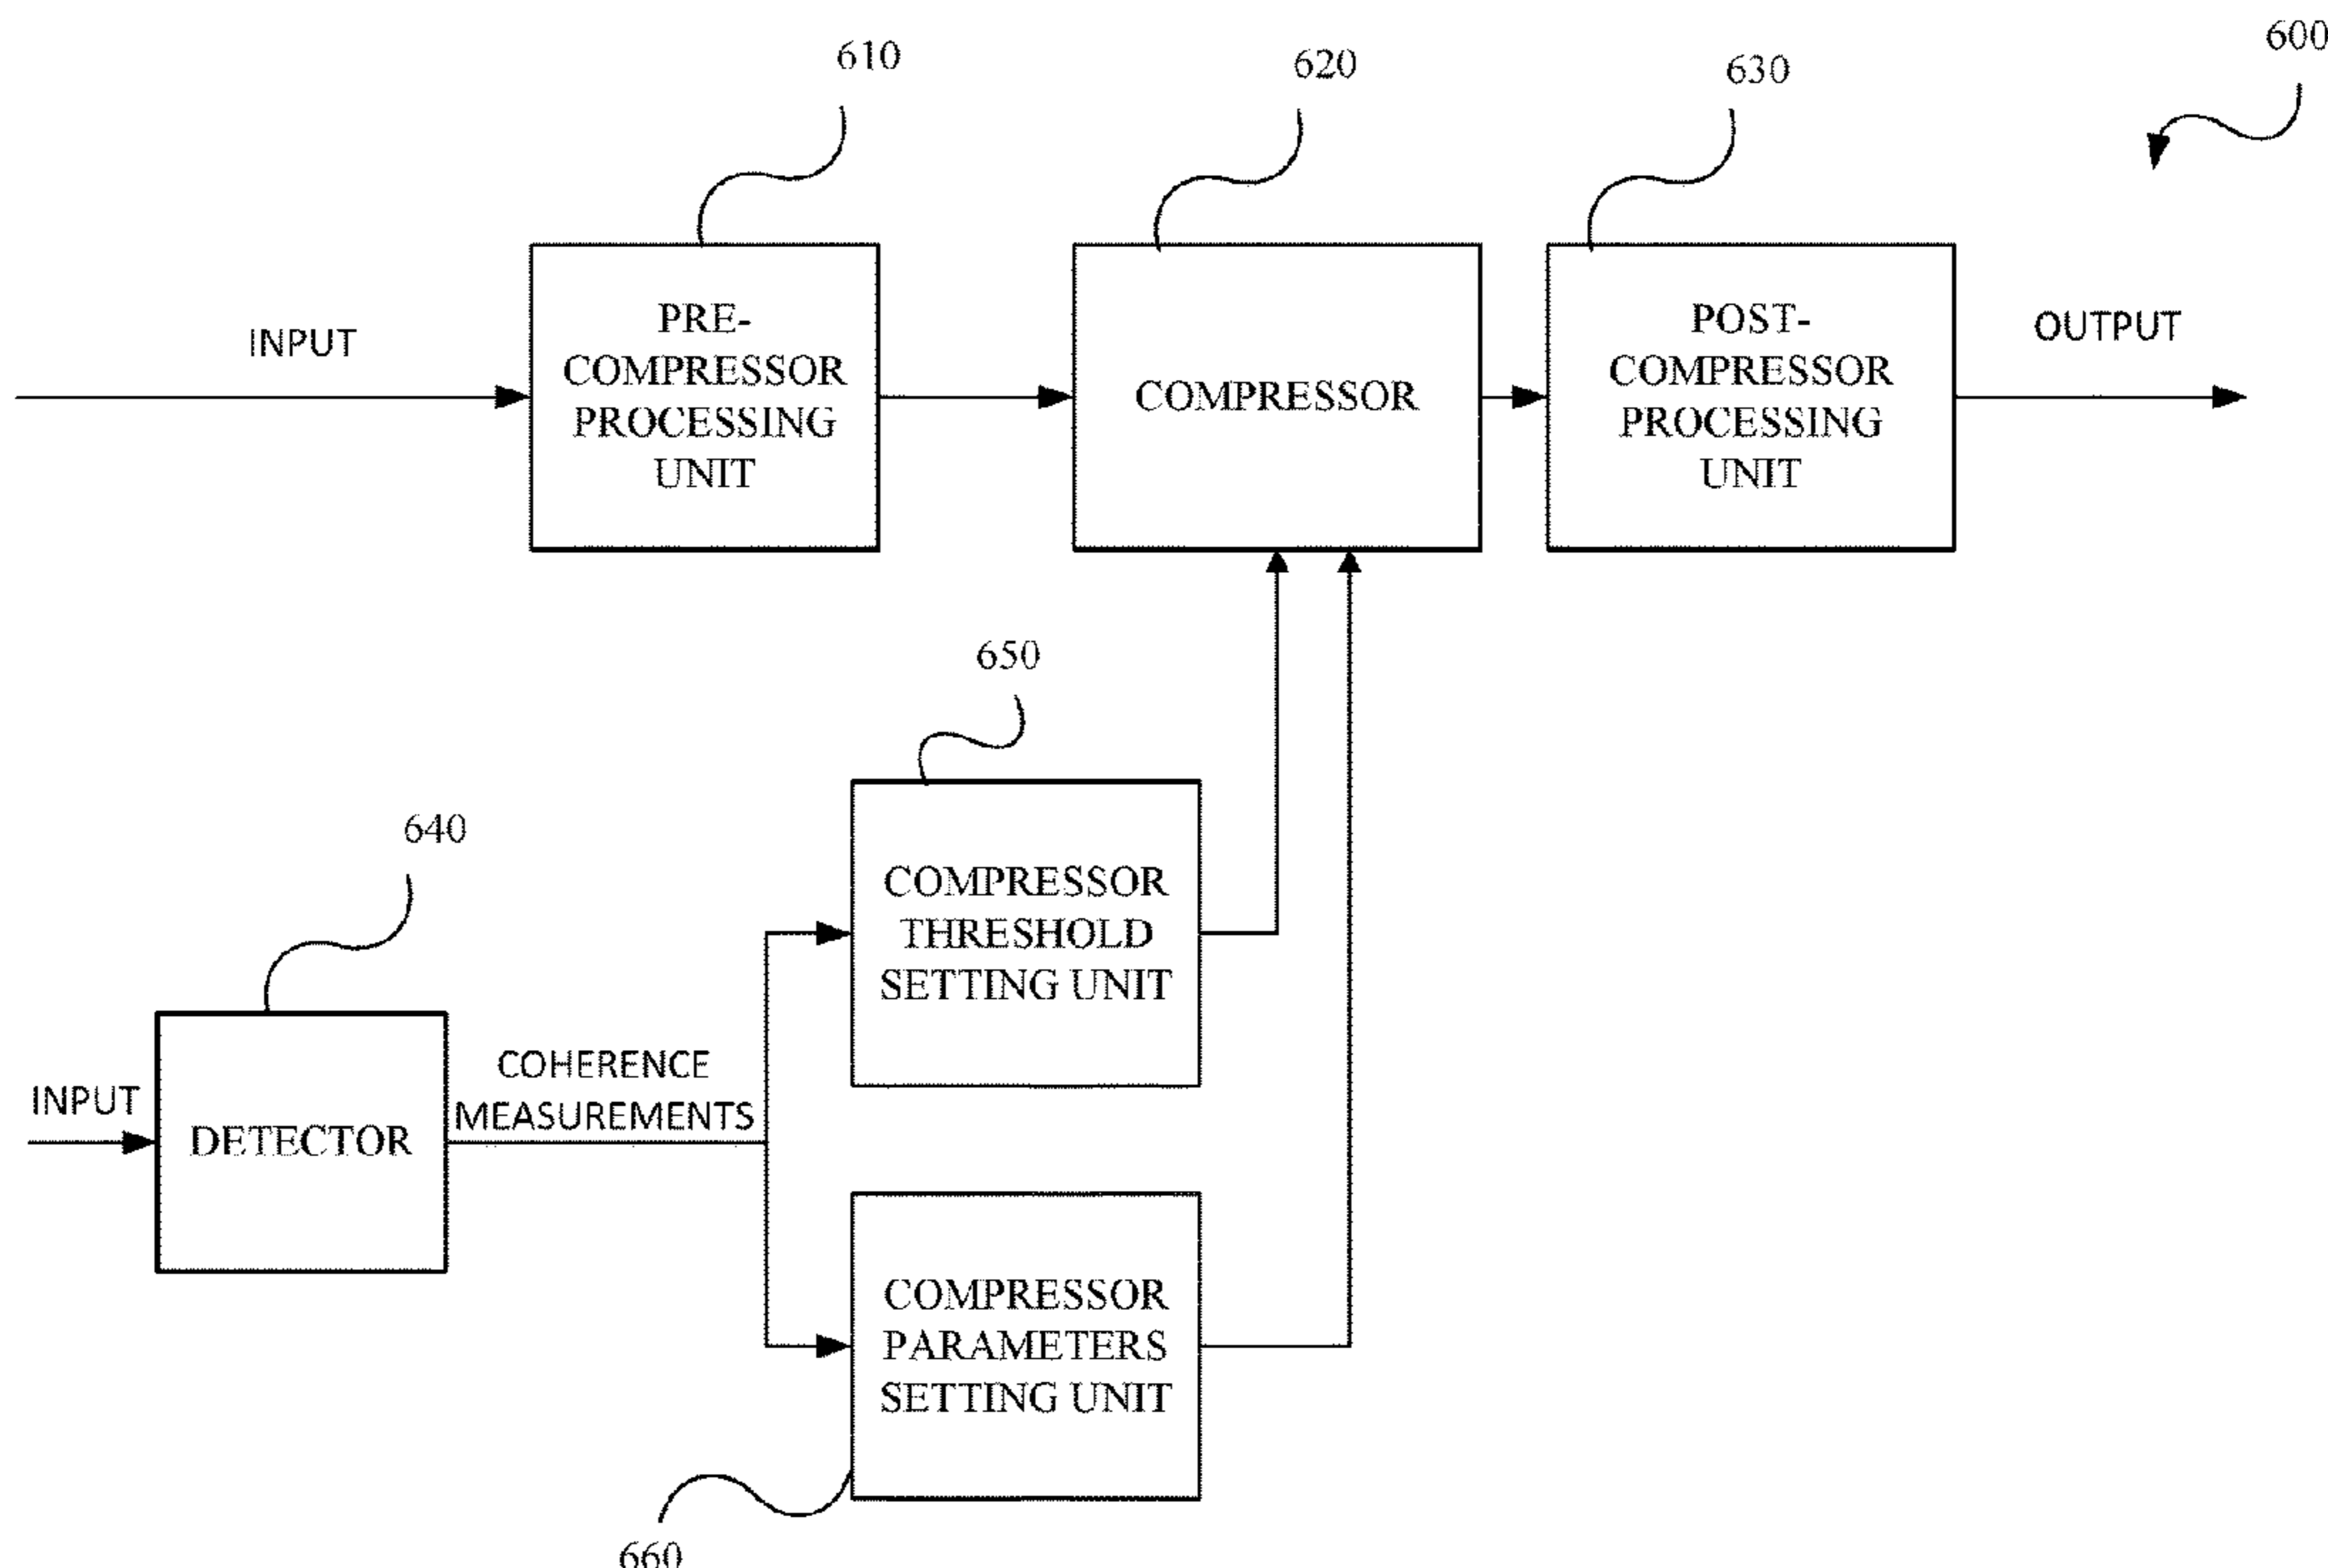 600
610
620
630
INPUT
PRE-
COMPRESSOR
PROCESSING
UNIT
COMPRESSOR
POST-
COMPRESSOR
PROCESSING
UNIT
OUTPUT
650
640
COMPRESSOR
THRESHOLD
SETTING UNIT
INPUT
DETECTOR
COHERENCE
MEASUREMENTS
COMPRESSOR
PARAMETERS
SETTING UNIT
660